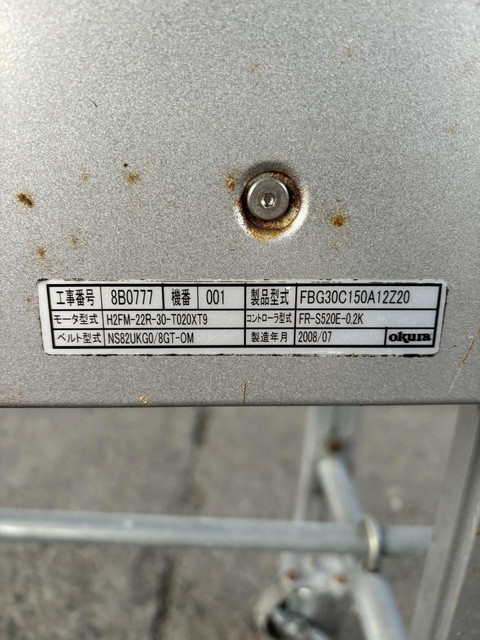 工事番号 8B0777 機番 001 製品型式 FBG30C150A12Z20
モータ型式 H2FM-22R-30-T020XT9 コントローラ型式 FR-S520E-0.2K
ベルト型式 NS82UKG0/8GT-OM 製造年月 2008/07 okura